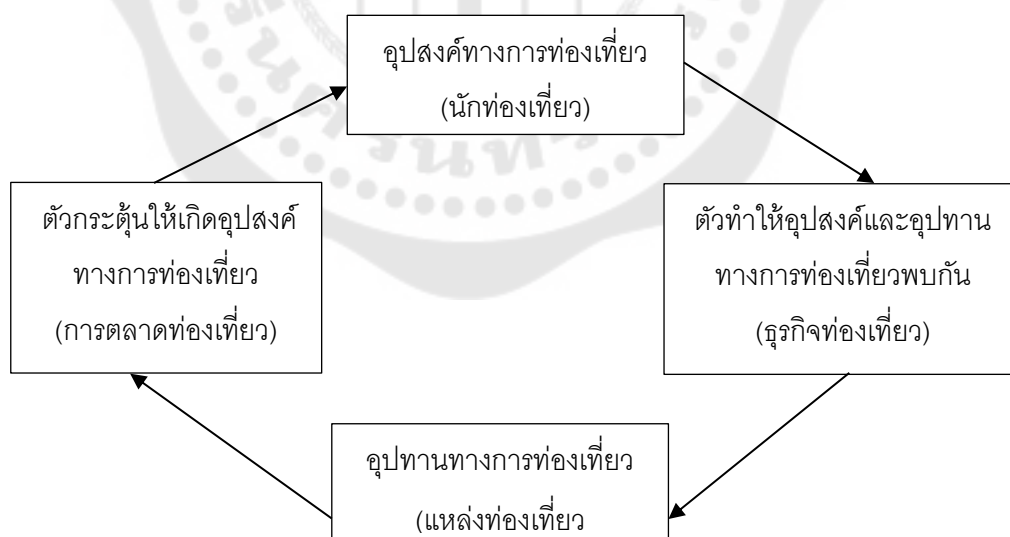 อุปสงค์ทางการท่องเที่ยว
(นักท่องเที่ยว)
ตัวกระตุ้นให้เกิดอุปสงค์
ทางการท่องเที่ยว
(การตลาดท่องเที่ยว)
ตัวทำให้อุปสงค์และอุปทาน
ทางการท่องเที่ยวพบกัน
(ธุรกิจท่องเที่ยว)
อุปทานทางการท่องเที่ยว
(แหล่งท่องเที่ยว